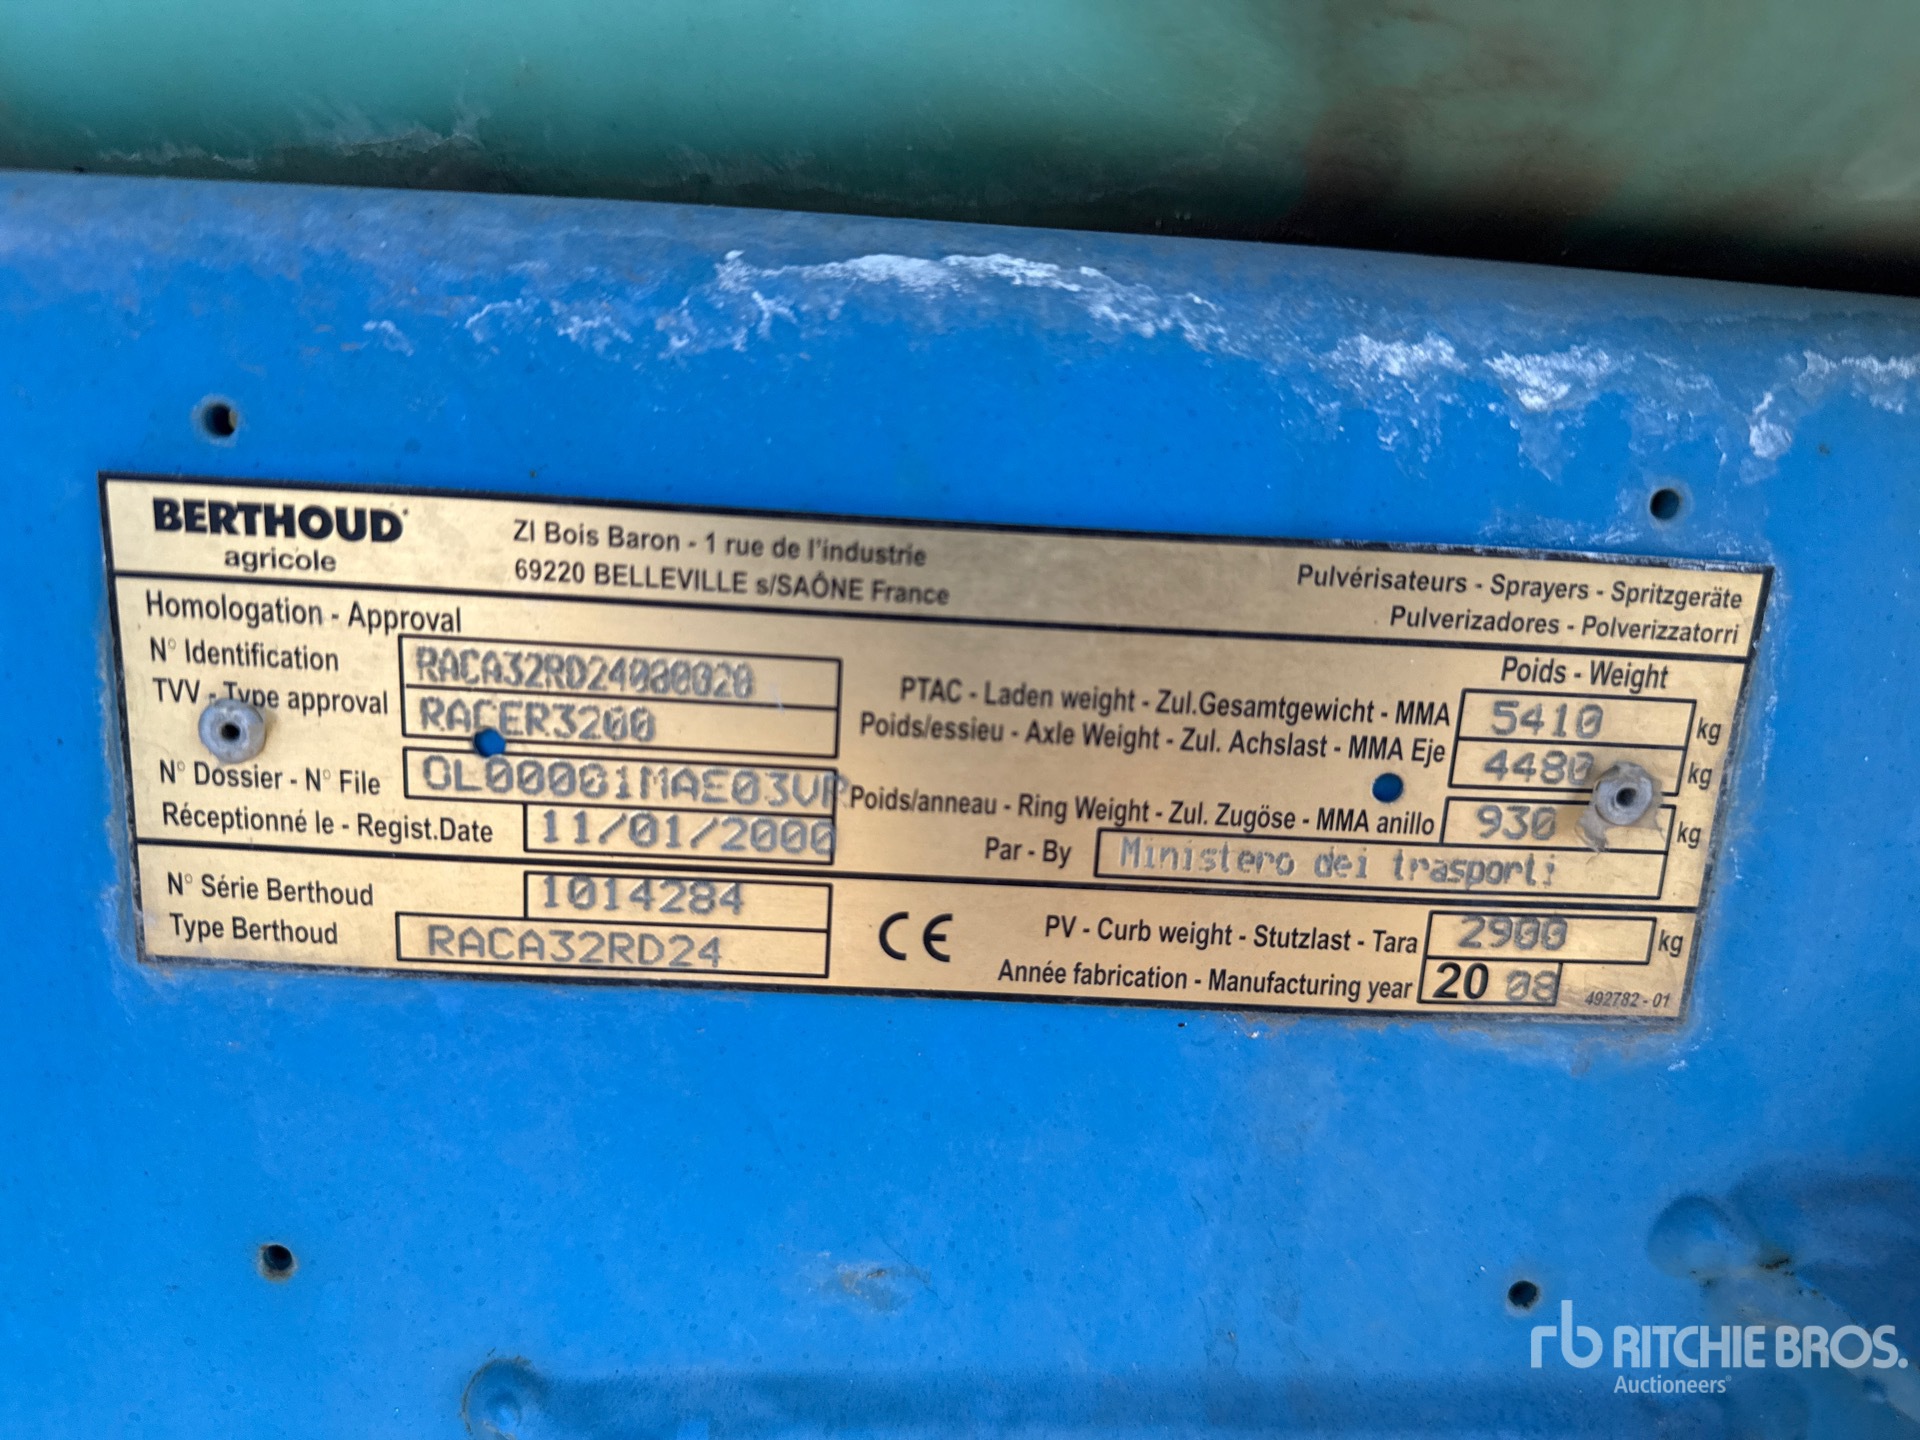 BERTHOUD
agricole
ZI Bois Baron - 1 rue de l'industrie
69220 BELLEVILLE s/SAÔNE France
Pulvérisateurs - Sprayers - Spritzgeräte
Pulverizadores - Polverizzatorri
Homologation - Approval
N° Identification RACA32RD24080020
TVV - Type approval RACER3200
N° Dossier - N° File OL00001MAE03VR
Réceptionné le - Regist.Date 11/01/2000
Poids - Weight
PTAC - Laden weight - Zul.Gesamtgewicht - MMA 5410 kg
Poids/essieu - Axle Weight - Zul. Achslast - MMA Eje 4480 kg
Poids/anneau - Ring Weight - Zul. Zugöse - MMA anillo 930 kg
Par - By Ministero dei trasporti
N° Série Berthoud 1014284
Type Berthoud RACA32RD24
CE
PV - Curb weight - Stutzlast - Tara 2900 kg
Année fabrication - Manufacturing year 2008
492782 - 01
rb RITCHIE BROS.
Auctioneers